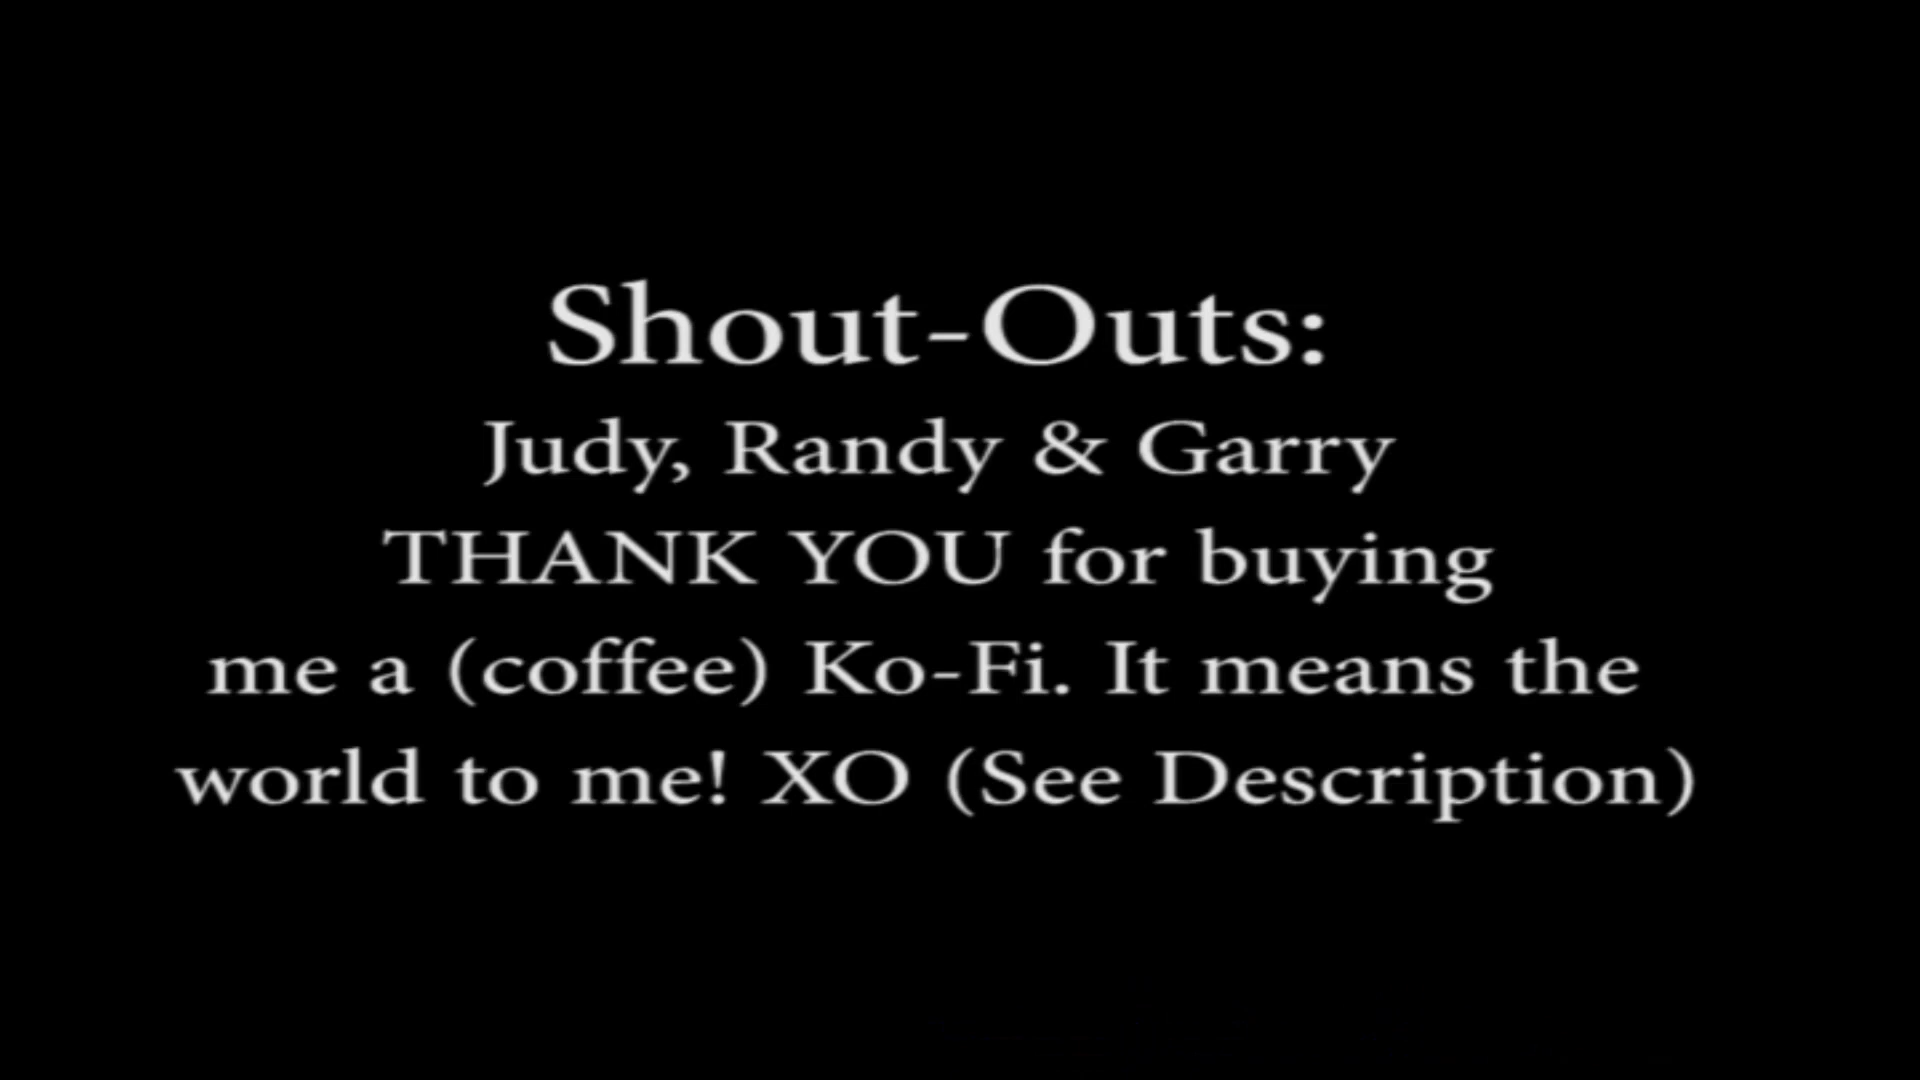 Shout-Outs:
Judy, Randy & Garry
THANK YOU for buying
me a (coffee) Ko-Fi. It means the
world to me! XO (See Description)